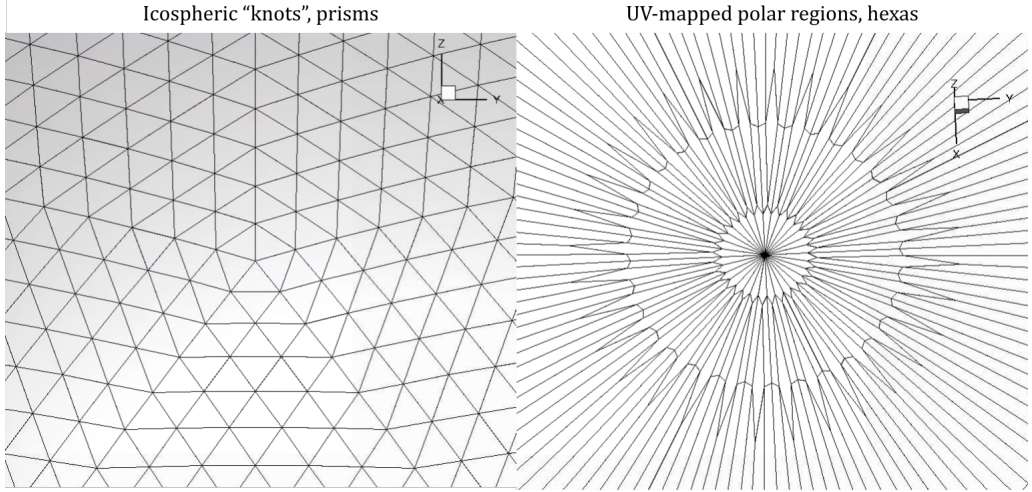 Icospheric “knots”, prisms
UV-mapped polar regions, hexas
Z
X
Y
Z
Y
X